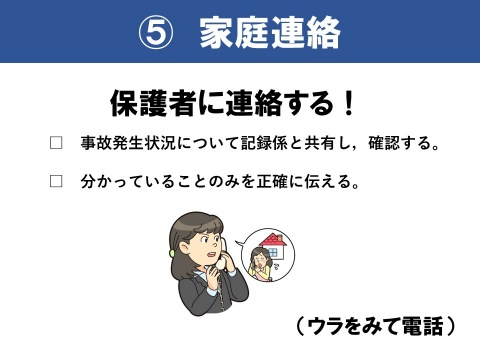 ⑤ 家庭連絡
保護者に連絡する！
□ 事故発生状況について記録係と共有し，確認する。
□ 分かっていることのみを正確に伝える。
（ウラをみて電話）